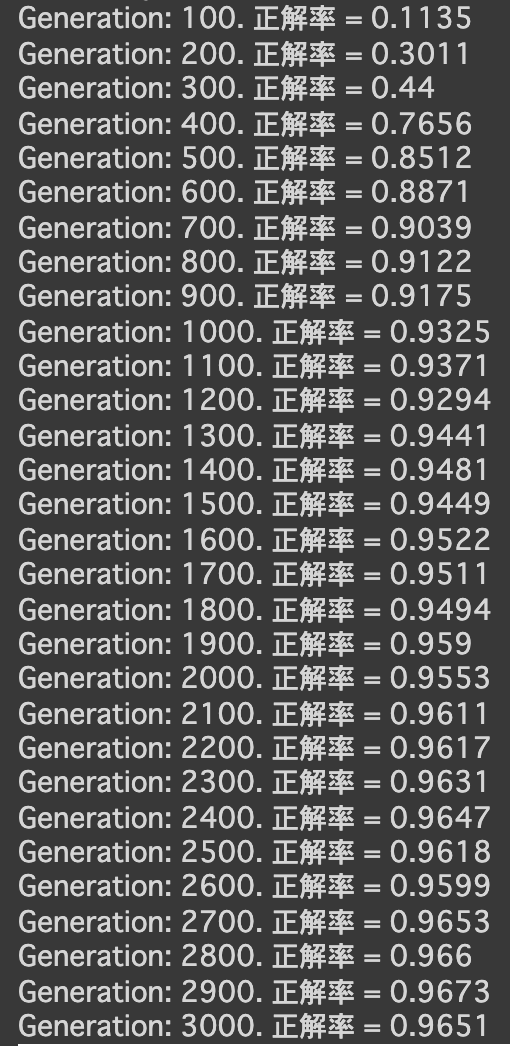 Generation: 100. 正解率 = 0.1135
Generation: 200. 正解率 = 0.3011
Generation: 300. 正解率 = 0.44
Generation: 400. 正解率 = 0.7656
Generation: 500. 正解率 = 0.8512
Generation: 600. 正解率 = 0.8871
Generation: 700. 正解率 = 0.9039
Generation: 800. 正解率 = 0.9122
Generation: 900. 正解率 = 0.9175
Generation: 1000. 正解率 = 0.9325
Generation: 1100. 正解率 = 0.9371
Generation: 1200. 正解率 = 0.9294
Generation: 1300. 正解率 = 0.9441
Generation: 1400. 正解率 = 0.9481
Generation: 1500. 正解率 = 0.9449
Generation: 1600. 正解率 = 0.9522
Generation: 1700. 正解率 = 0.9511
Generation: 1800. 正解率 = 0.9494
Generation: 1900. 正解率 = 0.959
Generation: 2000. 正解率 = 0.9553
Generation: 2100. 正解率 = 0.9611
Generation: 2200. 正解率 = 0.9617
Generation: 2300. 正解率 = 0.9631
Generation: 2400. 正解率 = 0.9647
Generation: 2500. 正解率 = 0.9618
Generation: 2600. 正解率 = 0.9599
Generation: 2700. 正解率 = 0.9653
Generation: 2800. 正解率 = 0.966
Generation: 2900. 正解率 = 0.9673
Generation: 3000. 正解率 = 0.9651